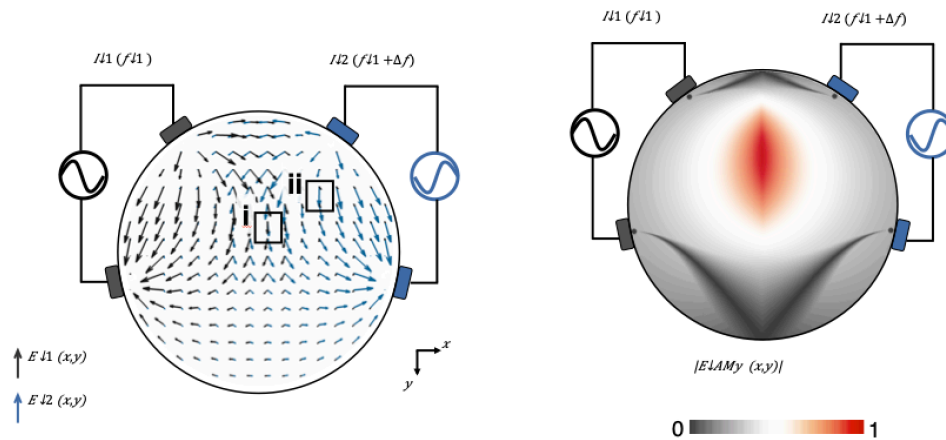 I↓1 (f↓1)
I↓2 (f↓1 +Δf)
ii
i
x
y
E↓1 (x,y)
E↓2 (x,y)
I↓1 (f↓1)
I↓2 (f↓1 +Δf)
|E↓AMy (x,y)|
0
1